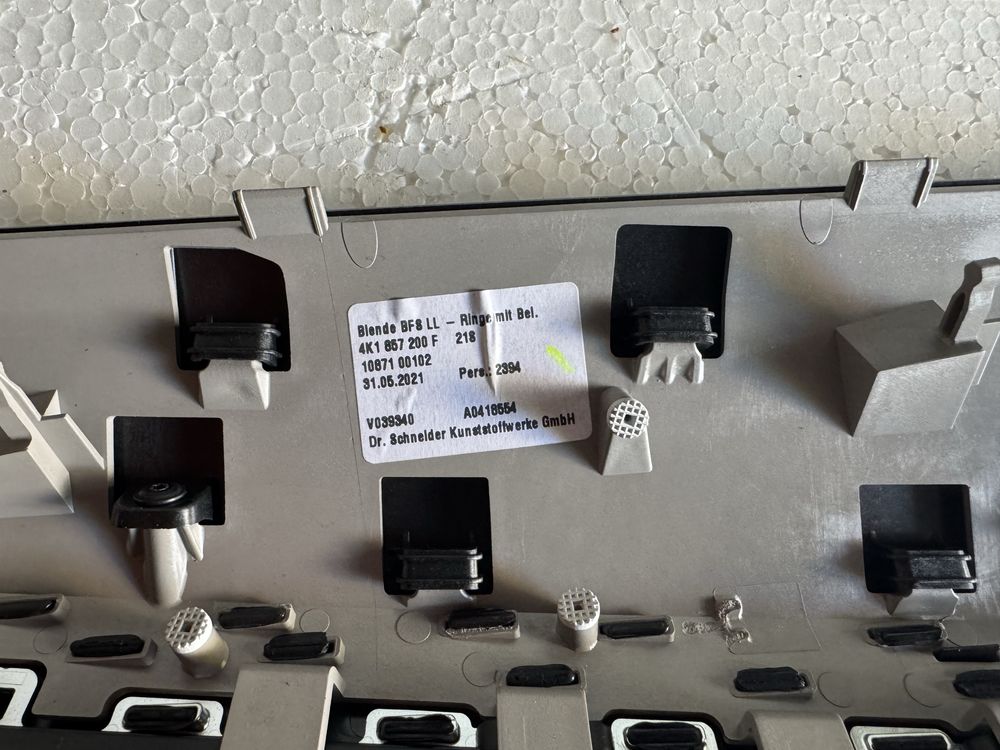 Blende BFS LL - Ringe mit Bel.
4K1 857 200 F 218
10871 00102
31.05.2021 Pers.: 2394
V039340 A0418554
Dr. Schneider Kunststoffwerke GmbH